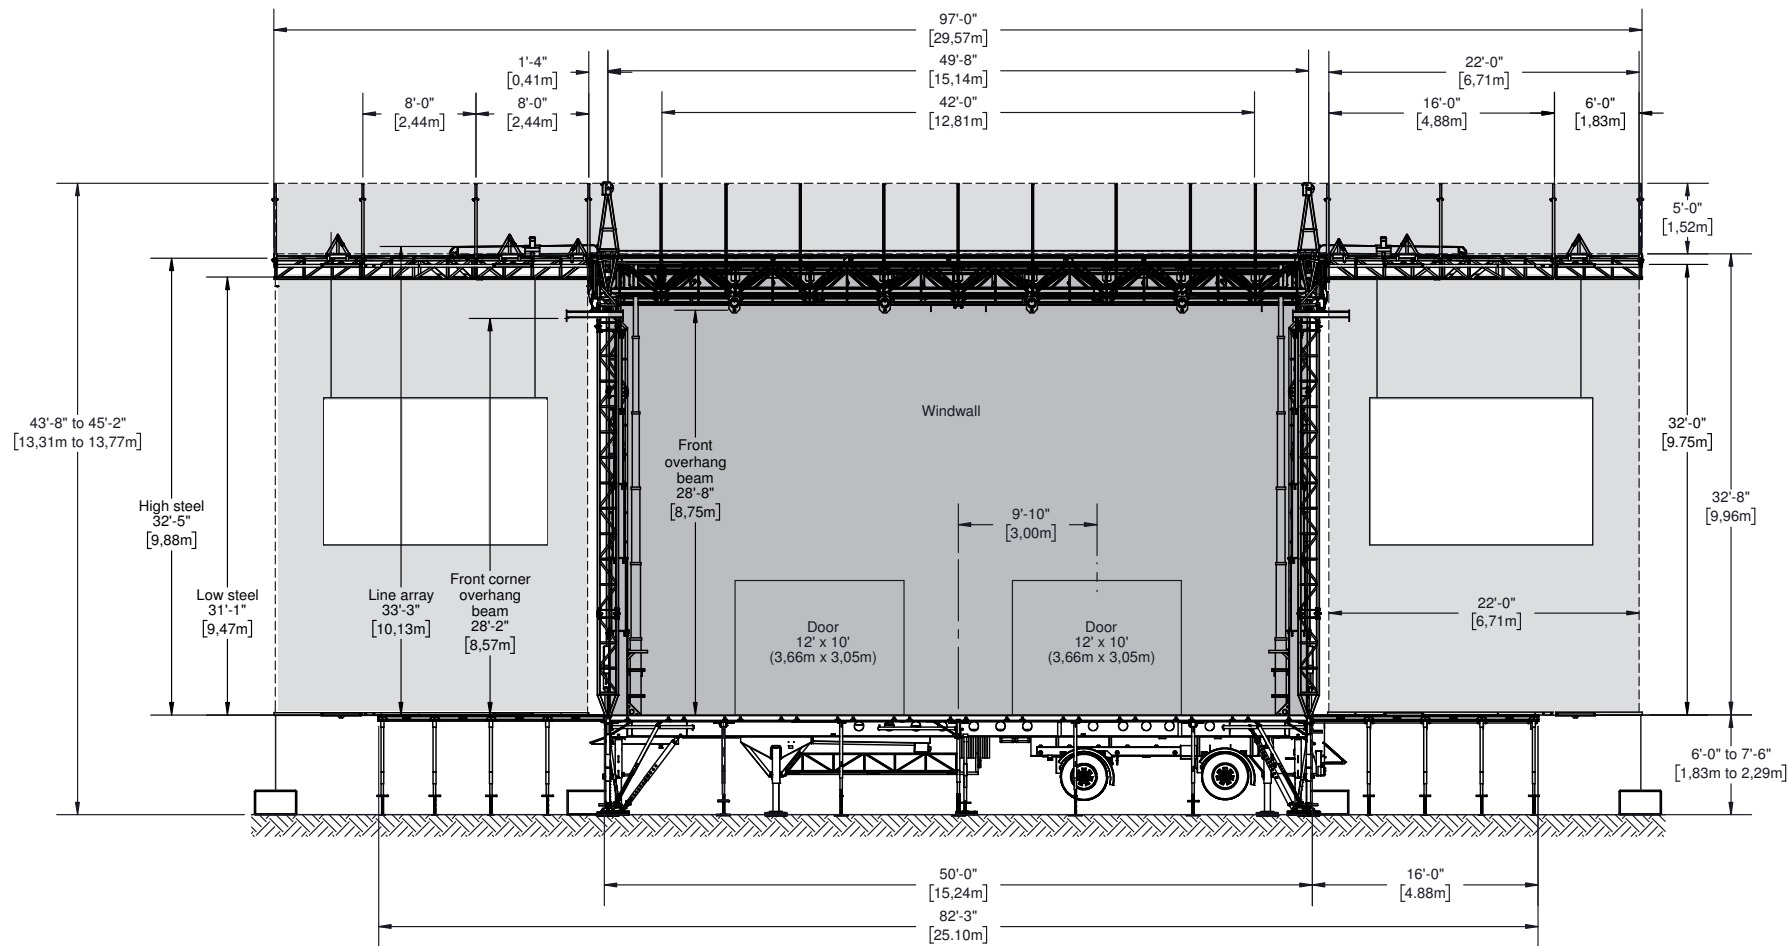 97'-0"
[29,57m]
1'-4"
[0,41m]
49'-8"
[15,14m]
22'-0"
[6,71m]
8'-0"
[2,44m]
8'-0"
[2,44m]
42'-0"
[12,81m]
16'-0"
[4,88m]
6'-0"
[1,83m]
5'-0"
[1,52m]
43'-8" to 45'-2"
[13,31m to 13,77m]
High steel
32'-5"
[9,88m]
Low steel
31'-1"
[9,47m]
Line array
33'-3"
[10,13m]
Front corner
overhang
beam
28'-2"
[8,57m]
Front
overhang
beam
28'-8"
[8,75m]
Windwall
9'-10"
[3,00m]
Door
12' x 10'
(3,66m x 3,05m)
Door
12' x 10'
(3,66m x 3,05m)
22'-0"
[6,71m]
32'-0"
[9.75m]
32'-8"
[9,96m]
6'-0" to 7'-6"
[1,83m to 2,29m]
50'-0"
[15,24m]
16'-0"
[4.88m]
82'-3"
[25.10m]